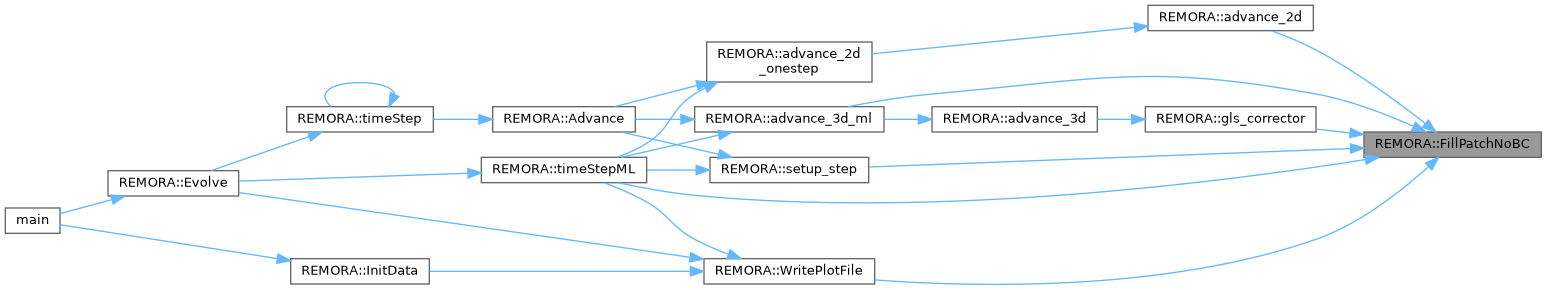 REMORA::advance_2d
REMORA::advance_2d
_onestep
REMORA::timeStep
REMORA::Advance
REMORA::advance_3d_ml
REMORA::advance_3d
REMORA::gls_corrector
REMORA::FillPatchNoBC
REMORA::timeStepML
REMORA::setup_step
REMORA::Evolve
main
REMORA::InitData
REMORA::WritePlotFile